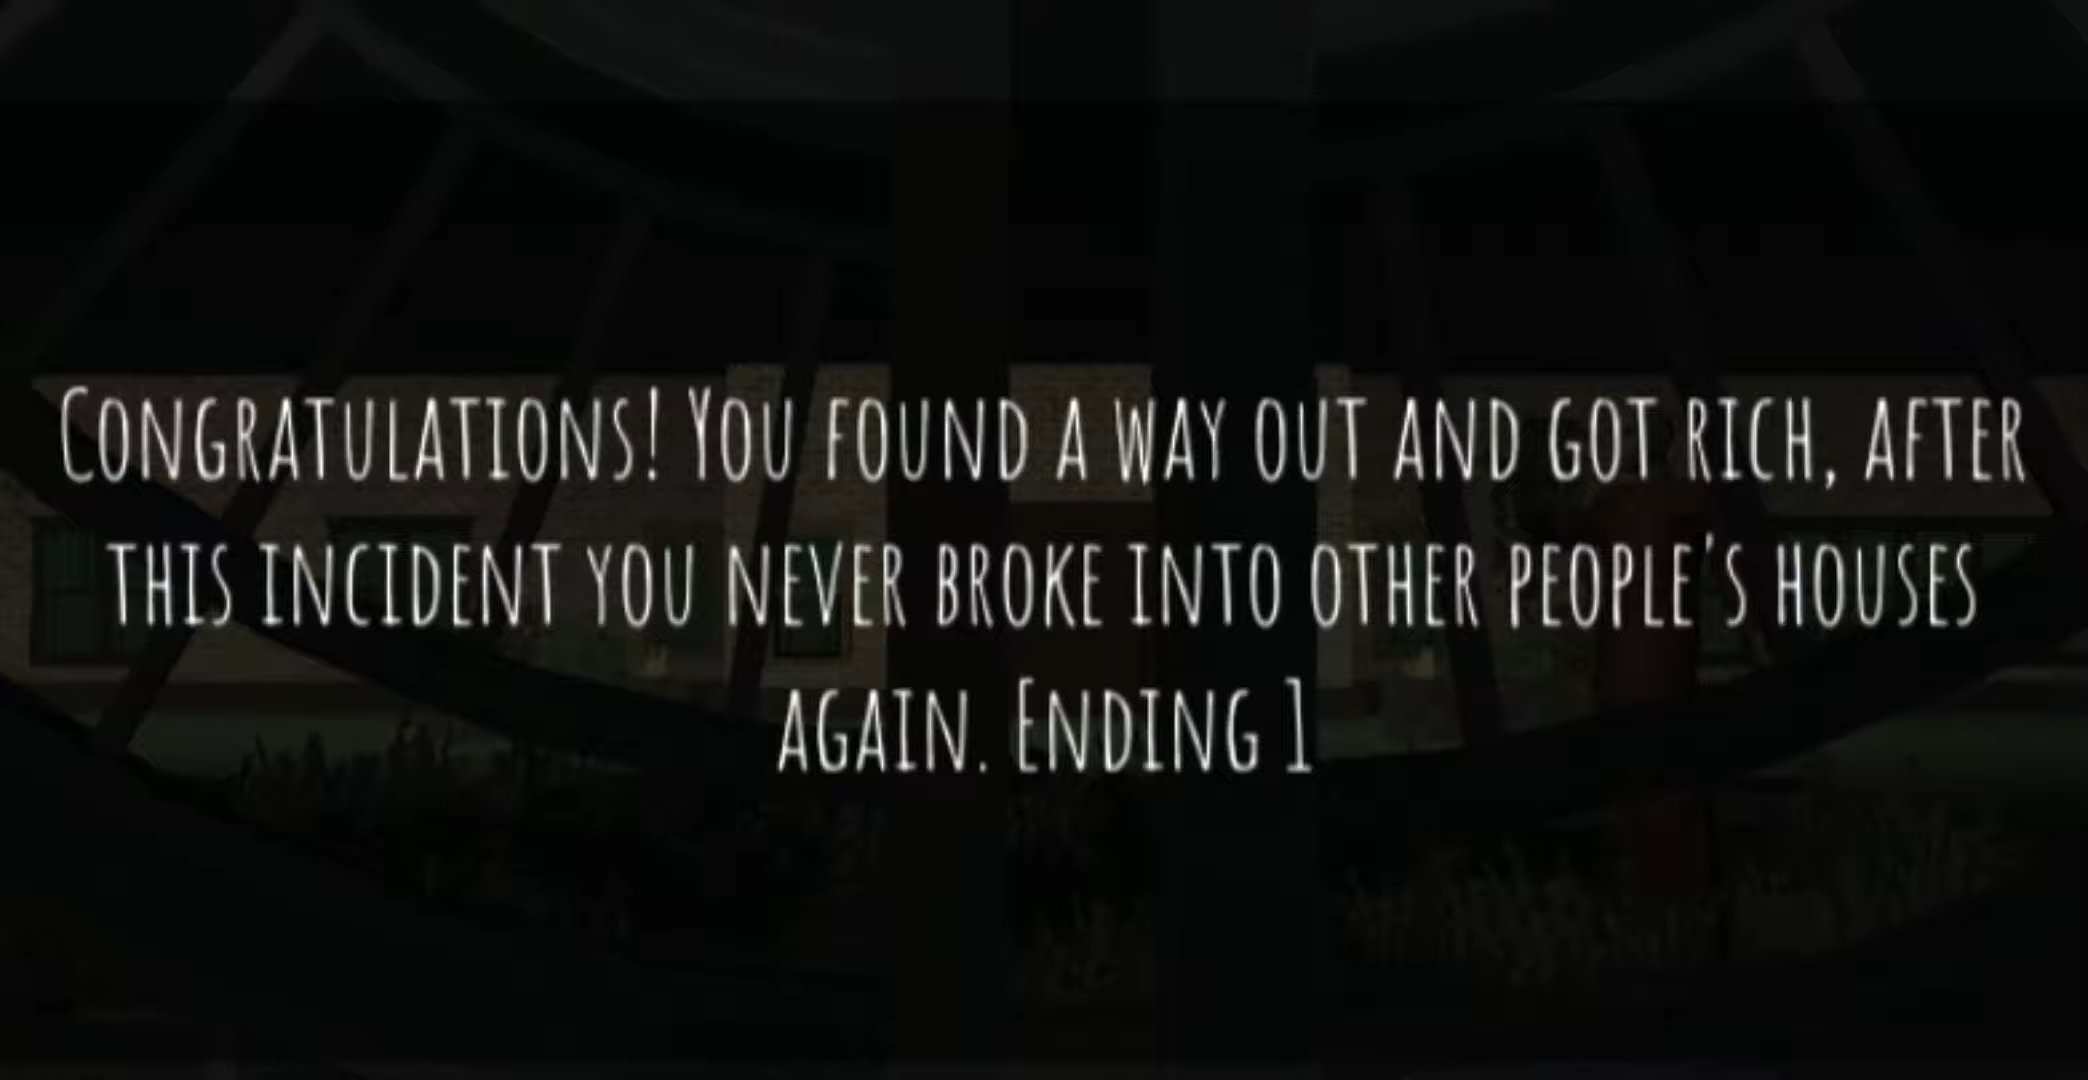 Congratulations! You found a way out and got rich, after
this incident you never broke into other people's houses
again. Ending 1